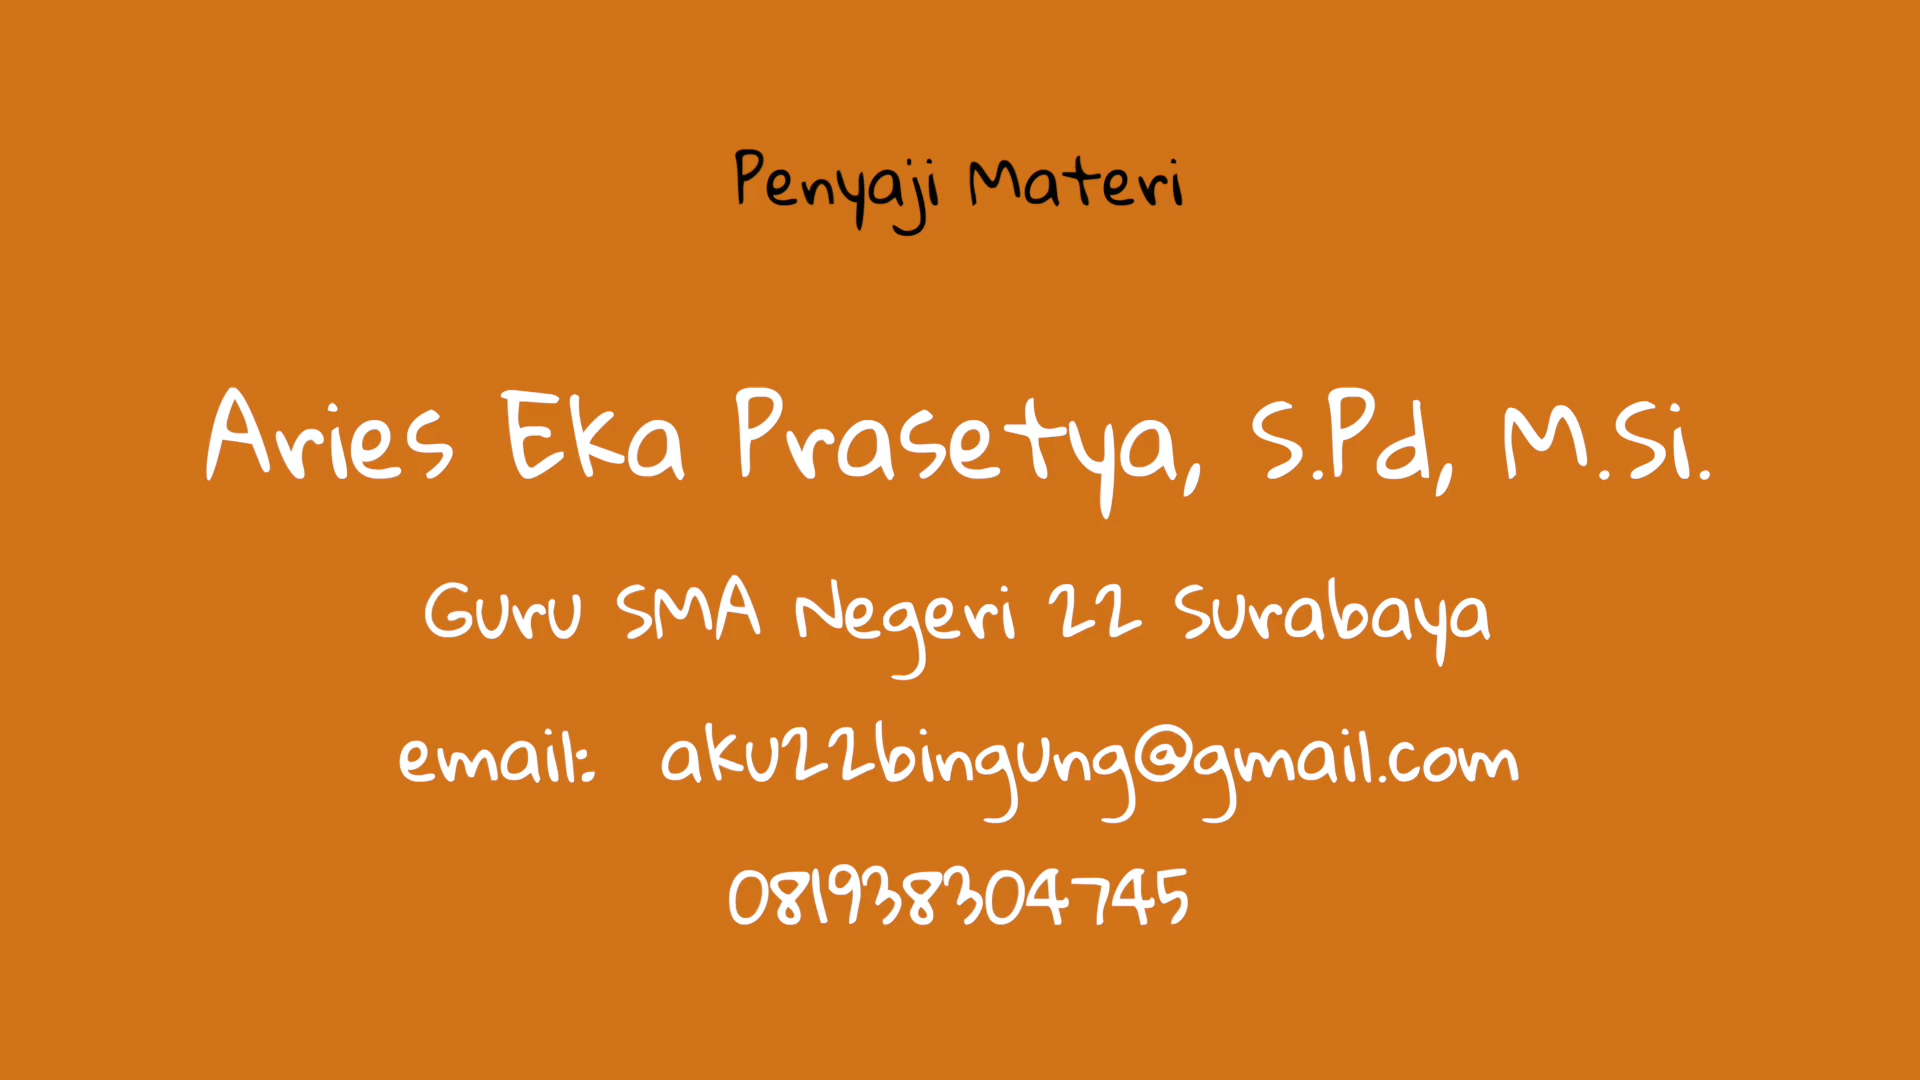 Penyaji Materi
Aries Eka Prasetya, S.Pd, M.Si.
Guru SMA Negeri 22 Surabaya
email: aku22bingung@gmail.com
081938304745